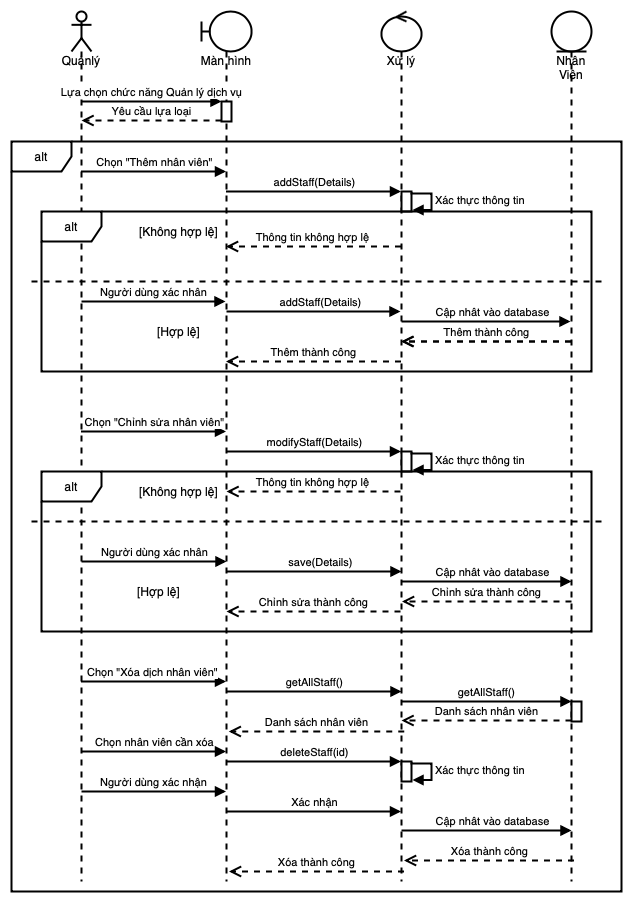 Quảnlý
Màn hình
Xử lý
Nhân
Viên
Lựa chọn chức năng Quản lý dịch vụ
Yêu cầu lựa loại
alt
Chọn "Thêm nhân viên"
addStaff(Details)
Xác thực thông tin
alt
[Không hợp lệ]
Thông tin không hợp lệ
Người dùng xác nhân
addStaff(Details)
Cập nhât vào database
[Hợp lệ]
Thêm thành công
Thêm thành công
Chọn "Chỉnh sửa nhân viên"
modifyStaff(Details)
Xác thực thông tin
alt
[Không hợp lệ]
Thông tin không hợp lệ
Người dùng xác nhân
save(Details)
Cập nhât vào database
[Hợp lệ]
Chỉnh sửa thành công
Chỉnh sửa thành công
Chọn "Xóa dịch nhân viên"
getAllStaff()
getAllStaff()
Danh sách nhân viên
Danh sách nhân viên
Chọn nhân viên cần xóa
deleteStaff(id)
Xác thực thông tin
Người dùng xác nhận
Xác nhận
Cập nhât vào database
Xóa thành công
Xóa thành công